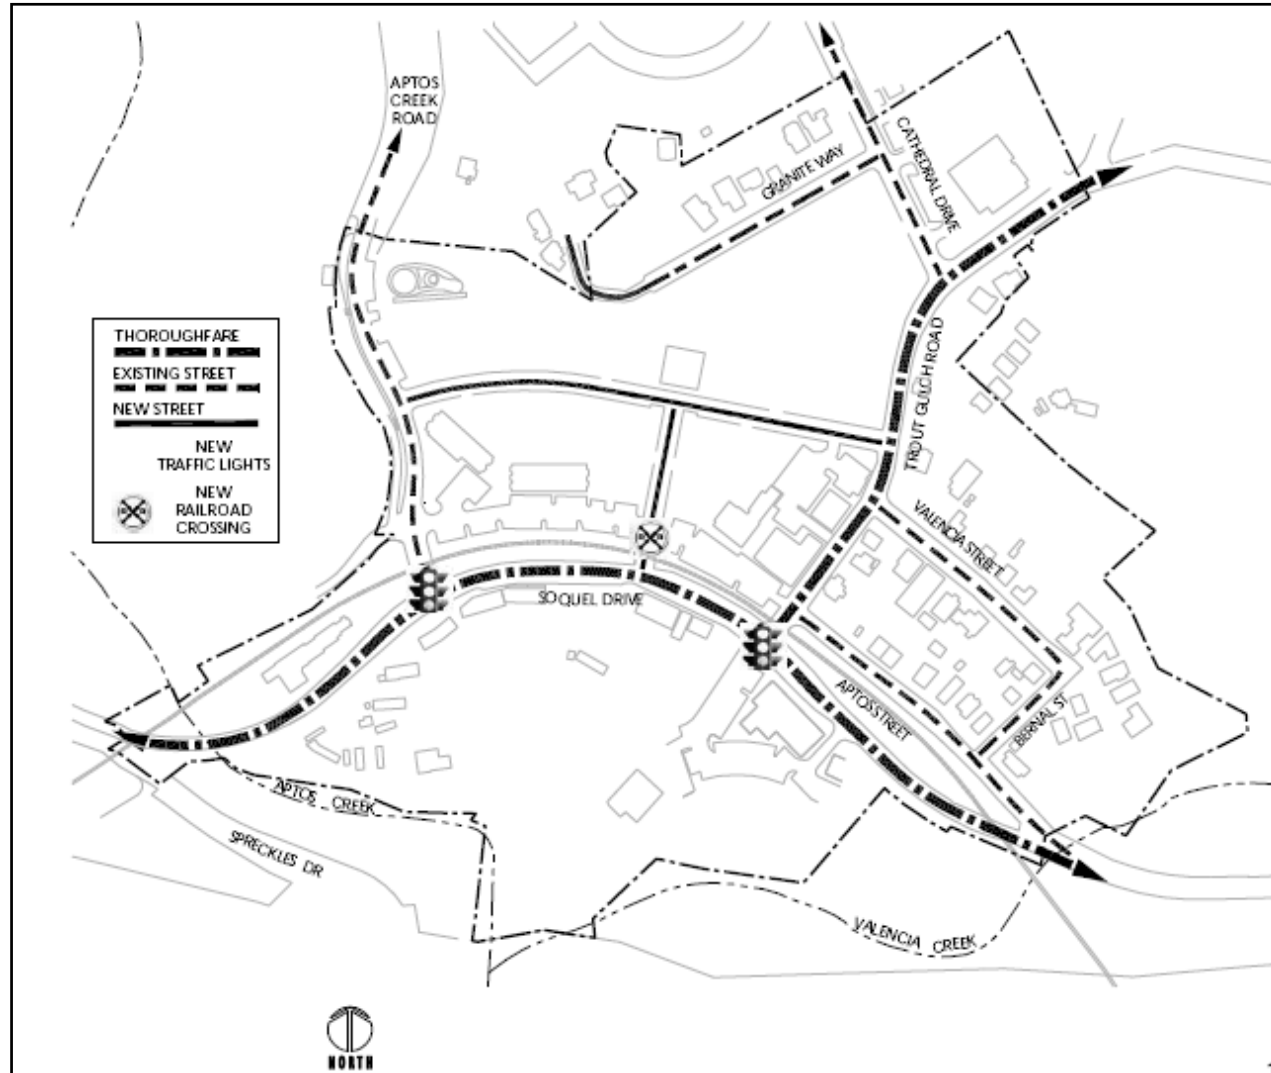 APTOS
CREEK
ROAD
GRANITE WAY
CATHEDRAL DRIVE
THOROUGHFARE
EXISTING STREET
NEW STREET
NEW
TRAFFIC LIGHTS
NEW
RAILROAD
CROSSING
TROUT GULCH ROAD
VALENCIA STREET
SOQUEL DRIVE
APTOS STREET
BERNAL ST
APTOS CREEK
SPRECKLES DR
VALENCIA CREEK
NORTH